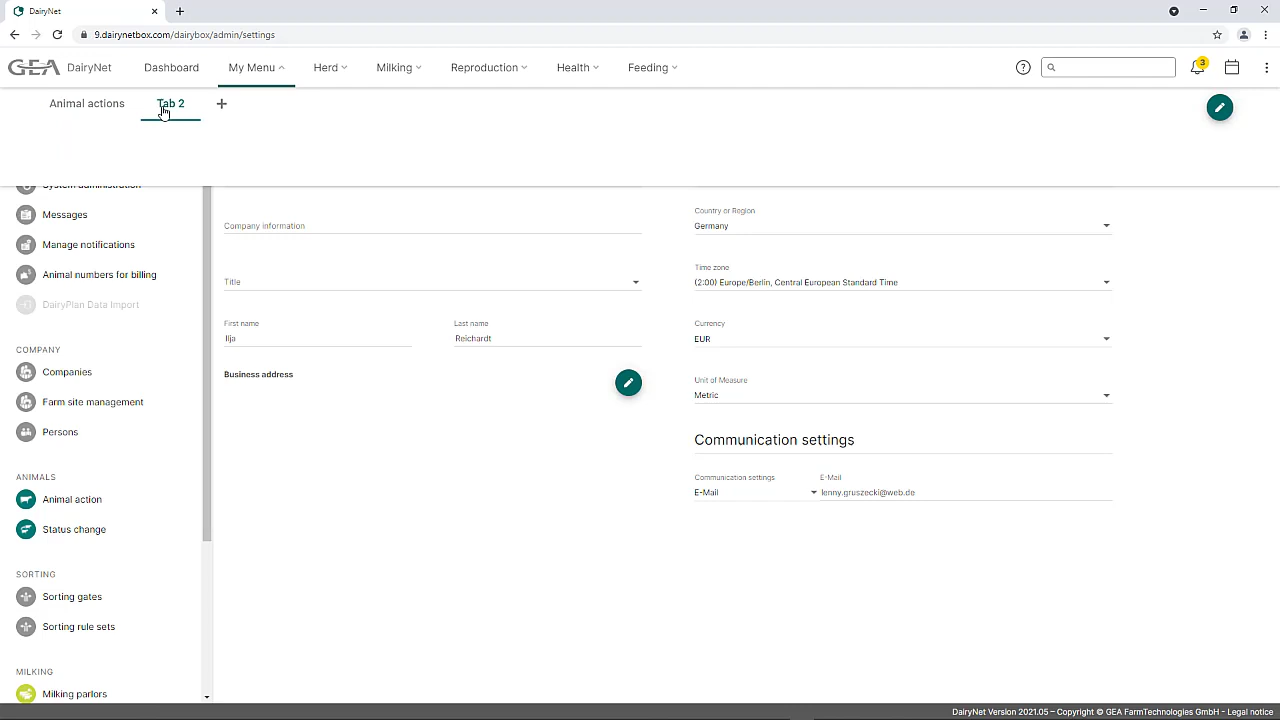 DairyNet
9.dairynetbox.com/dairybox/admin/settings
GEA DairyNet Dashboard My Menu Herd Milking Reproduction Health Feeding 3
Animal actions Tab 2 +
System administration
Messages
Manage notifications
Animal numbers for billing
DairyPlan Data Import
COMPANY
Companies
Farm site management
Persons
ANIMALS
Animal action
Status change
SORTING
Sorting gates
Sorting rule sets
MILKING
Milking parlors
Company information
Title
First name Last name
Ilja Reichardt
Business address
Country or Region
Germany
Time zone
(2:00) Europe/Berlin, Central European Standard Time
Currency
EUR
Unit of Measure
Metric
Communication settings
Communication settings E-Mail
E-Mail lenny.gruszecki@web.de
DairyNet Version 2021.05 – Copyright © GEA FarmTechnologies GmbH - Legal notice